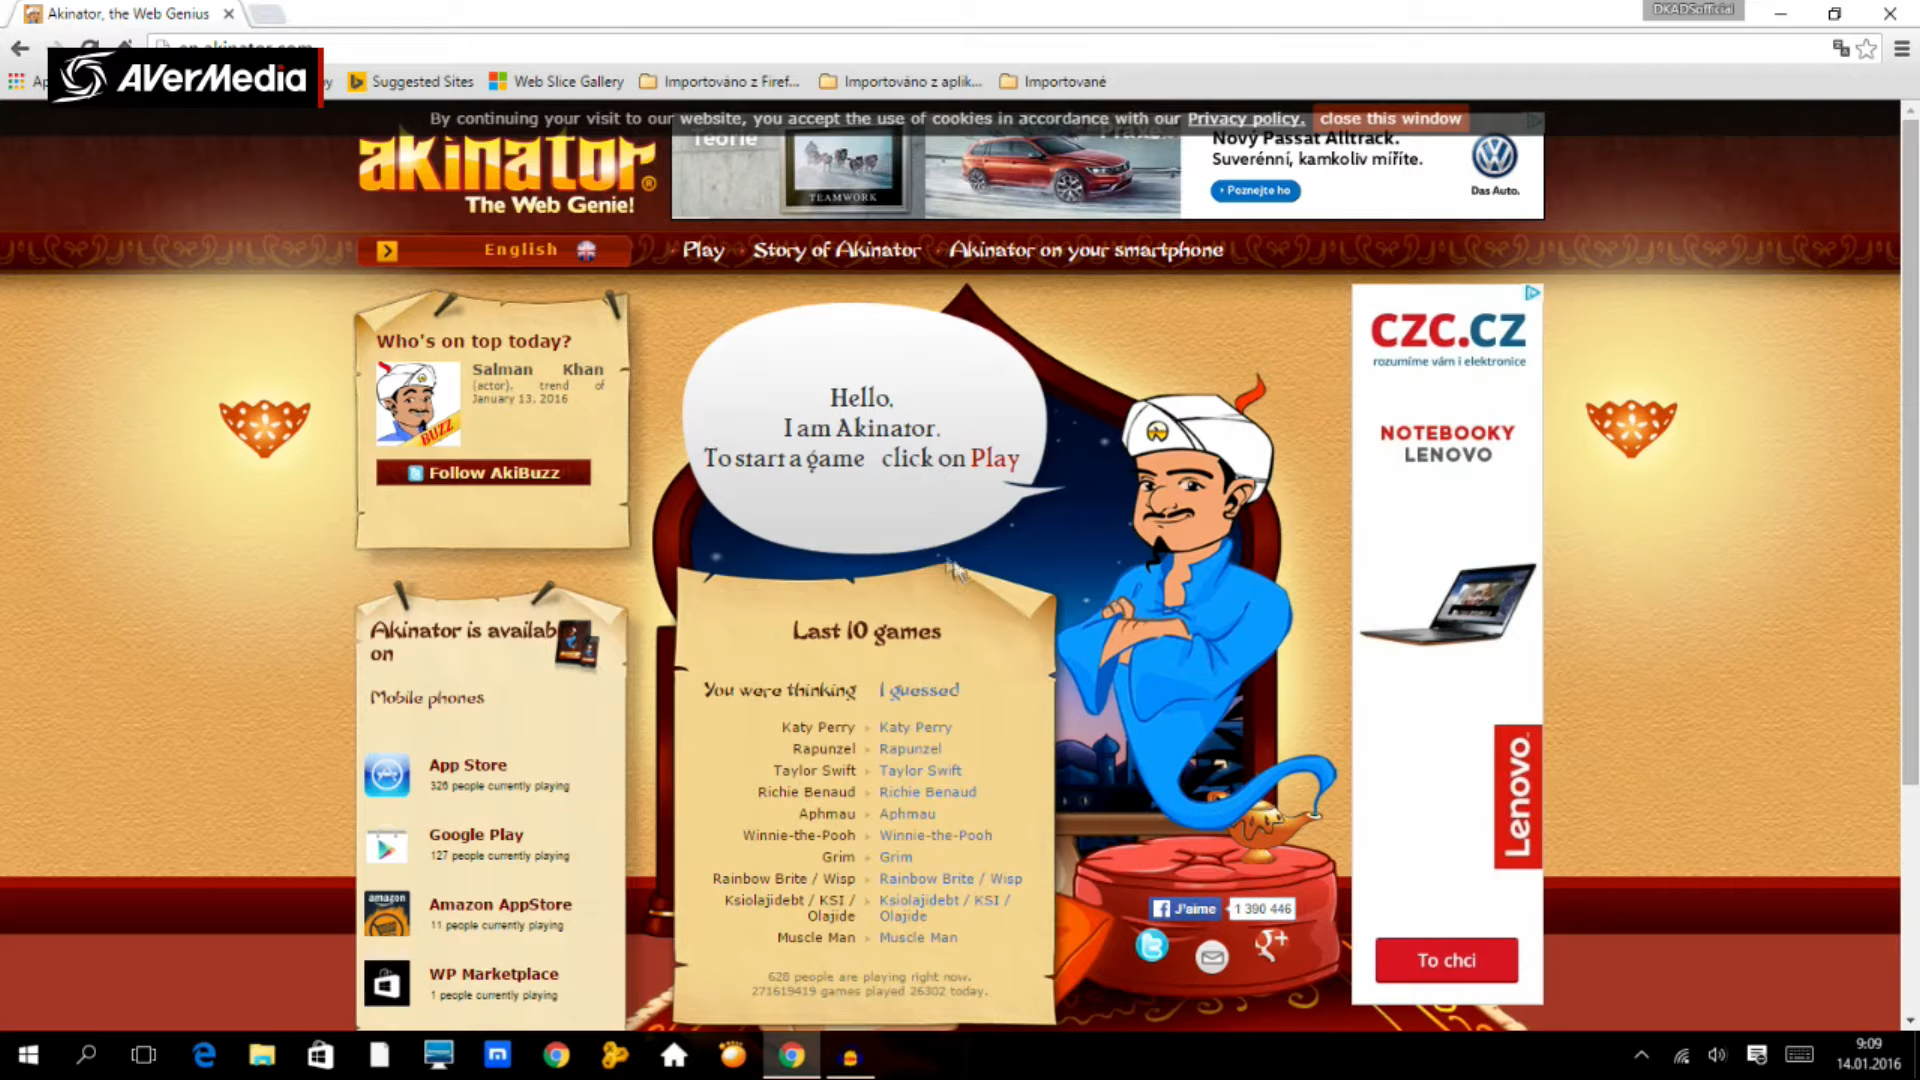 Akinator, the Web Genius
DKADSofficial
AVerMedia
Suggested Sites
Web Slice Gallery
Importováno z Firef...
Importováno z aplik...
Importované
By continuing your visit to our website, you accept the use of cookies in accordance with our Privacy policy. close this window
akinator®
The Web Genie!
Teorie
TEAMWORK
Nový Passat Alltrack.
Suverénní, kamkoliv míříte.
Poznejte ho
Das Auto.
English
Play
Story of Akinator
Akinator on your smartphone
Who's on top today?
Salman Khan
(actor), trend of
January 13, 2016
BUZZ
Follow AkiBuzz
Hello,
I am Akinator.
To start a game click on Play
Akinator is availab
on
Mobile phones
App Store
326 people currently playing
Google Play
127 people currently playing
amazon
Amazon AppStore
11 people currently playing
WP Marketplace
1 people currently playing
Last 10 games
You were thinking I guessed
Katy Perry Katy Perry
Rapunzel Rapunzel
Taylor Swift Taylor Swift
Richie Benaud Richie Benaud
Aphmau Aphmau
Winnie-the-Pooh Winnie-the-Pooh
Grim Grim
Rainbow Brite / Wisp Rainbow Brite / Wisp
Ksiolajidebt / KSI / Ksiolajidebt / KSI /
Olajide Olajide
Muscle Man Muscle Man
628 people are playing right now.
271619419 games played 26302 today.
J'aime 1 390 446
CZC.CZ
rozumíme vám i elektronice
NOTEBOOKY
LENOVO
Lenovo
To chci
9:09
14.01.2016